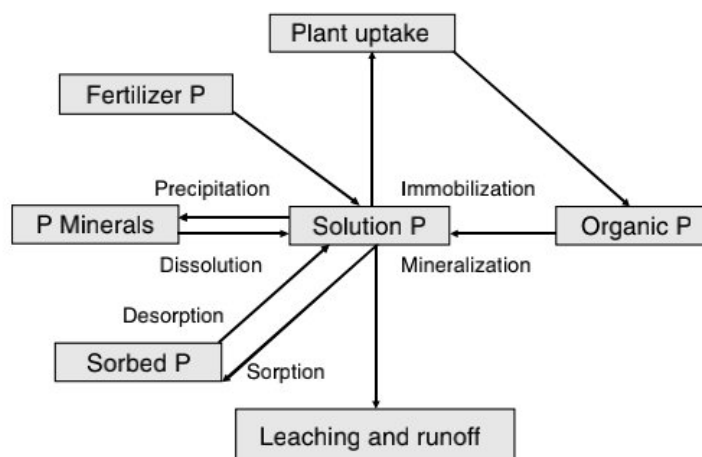 Plant uptake
Fertilizer P
Precipitation
Immobilization
P Minerals
Solution P
Organic P
Dissolution
Mineralization
Desorption
Sorbed P
Sorption
Leaching and runoff